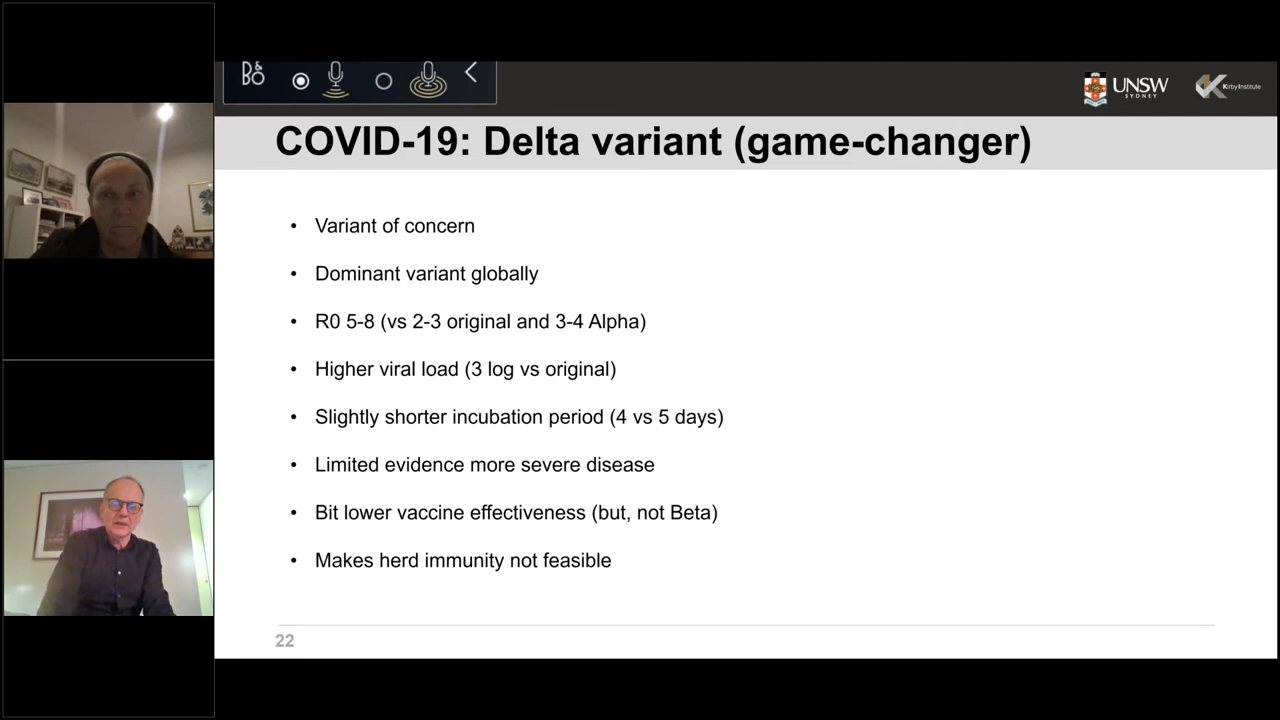 B&
BO
UNSW
SYDNEY
Kirby Institute
COVID-19: Delta variant (game-changer)
• Variant of concern
• Dominant variant globally
• R0 5-8 (vs 2-3 original and 3-4 Alpha)
• Higher viral load (3 log vs original)
• Slightly shorter incubation period (4 vs 5 days)
• Limited evidence more severe disease
• Bit lower vaccine effectiveness (but, not Beta)
• Makes herd immunity not feasible
22